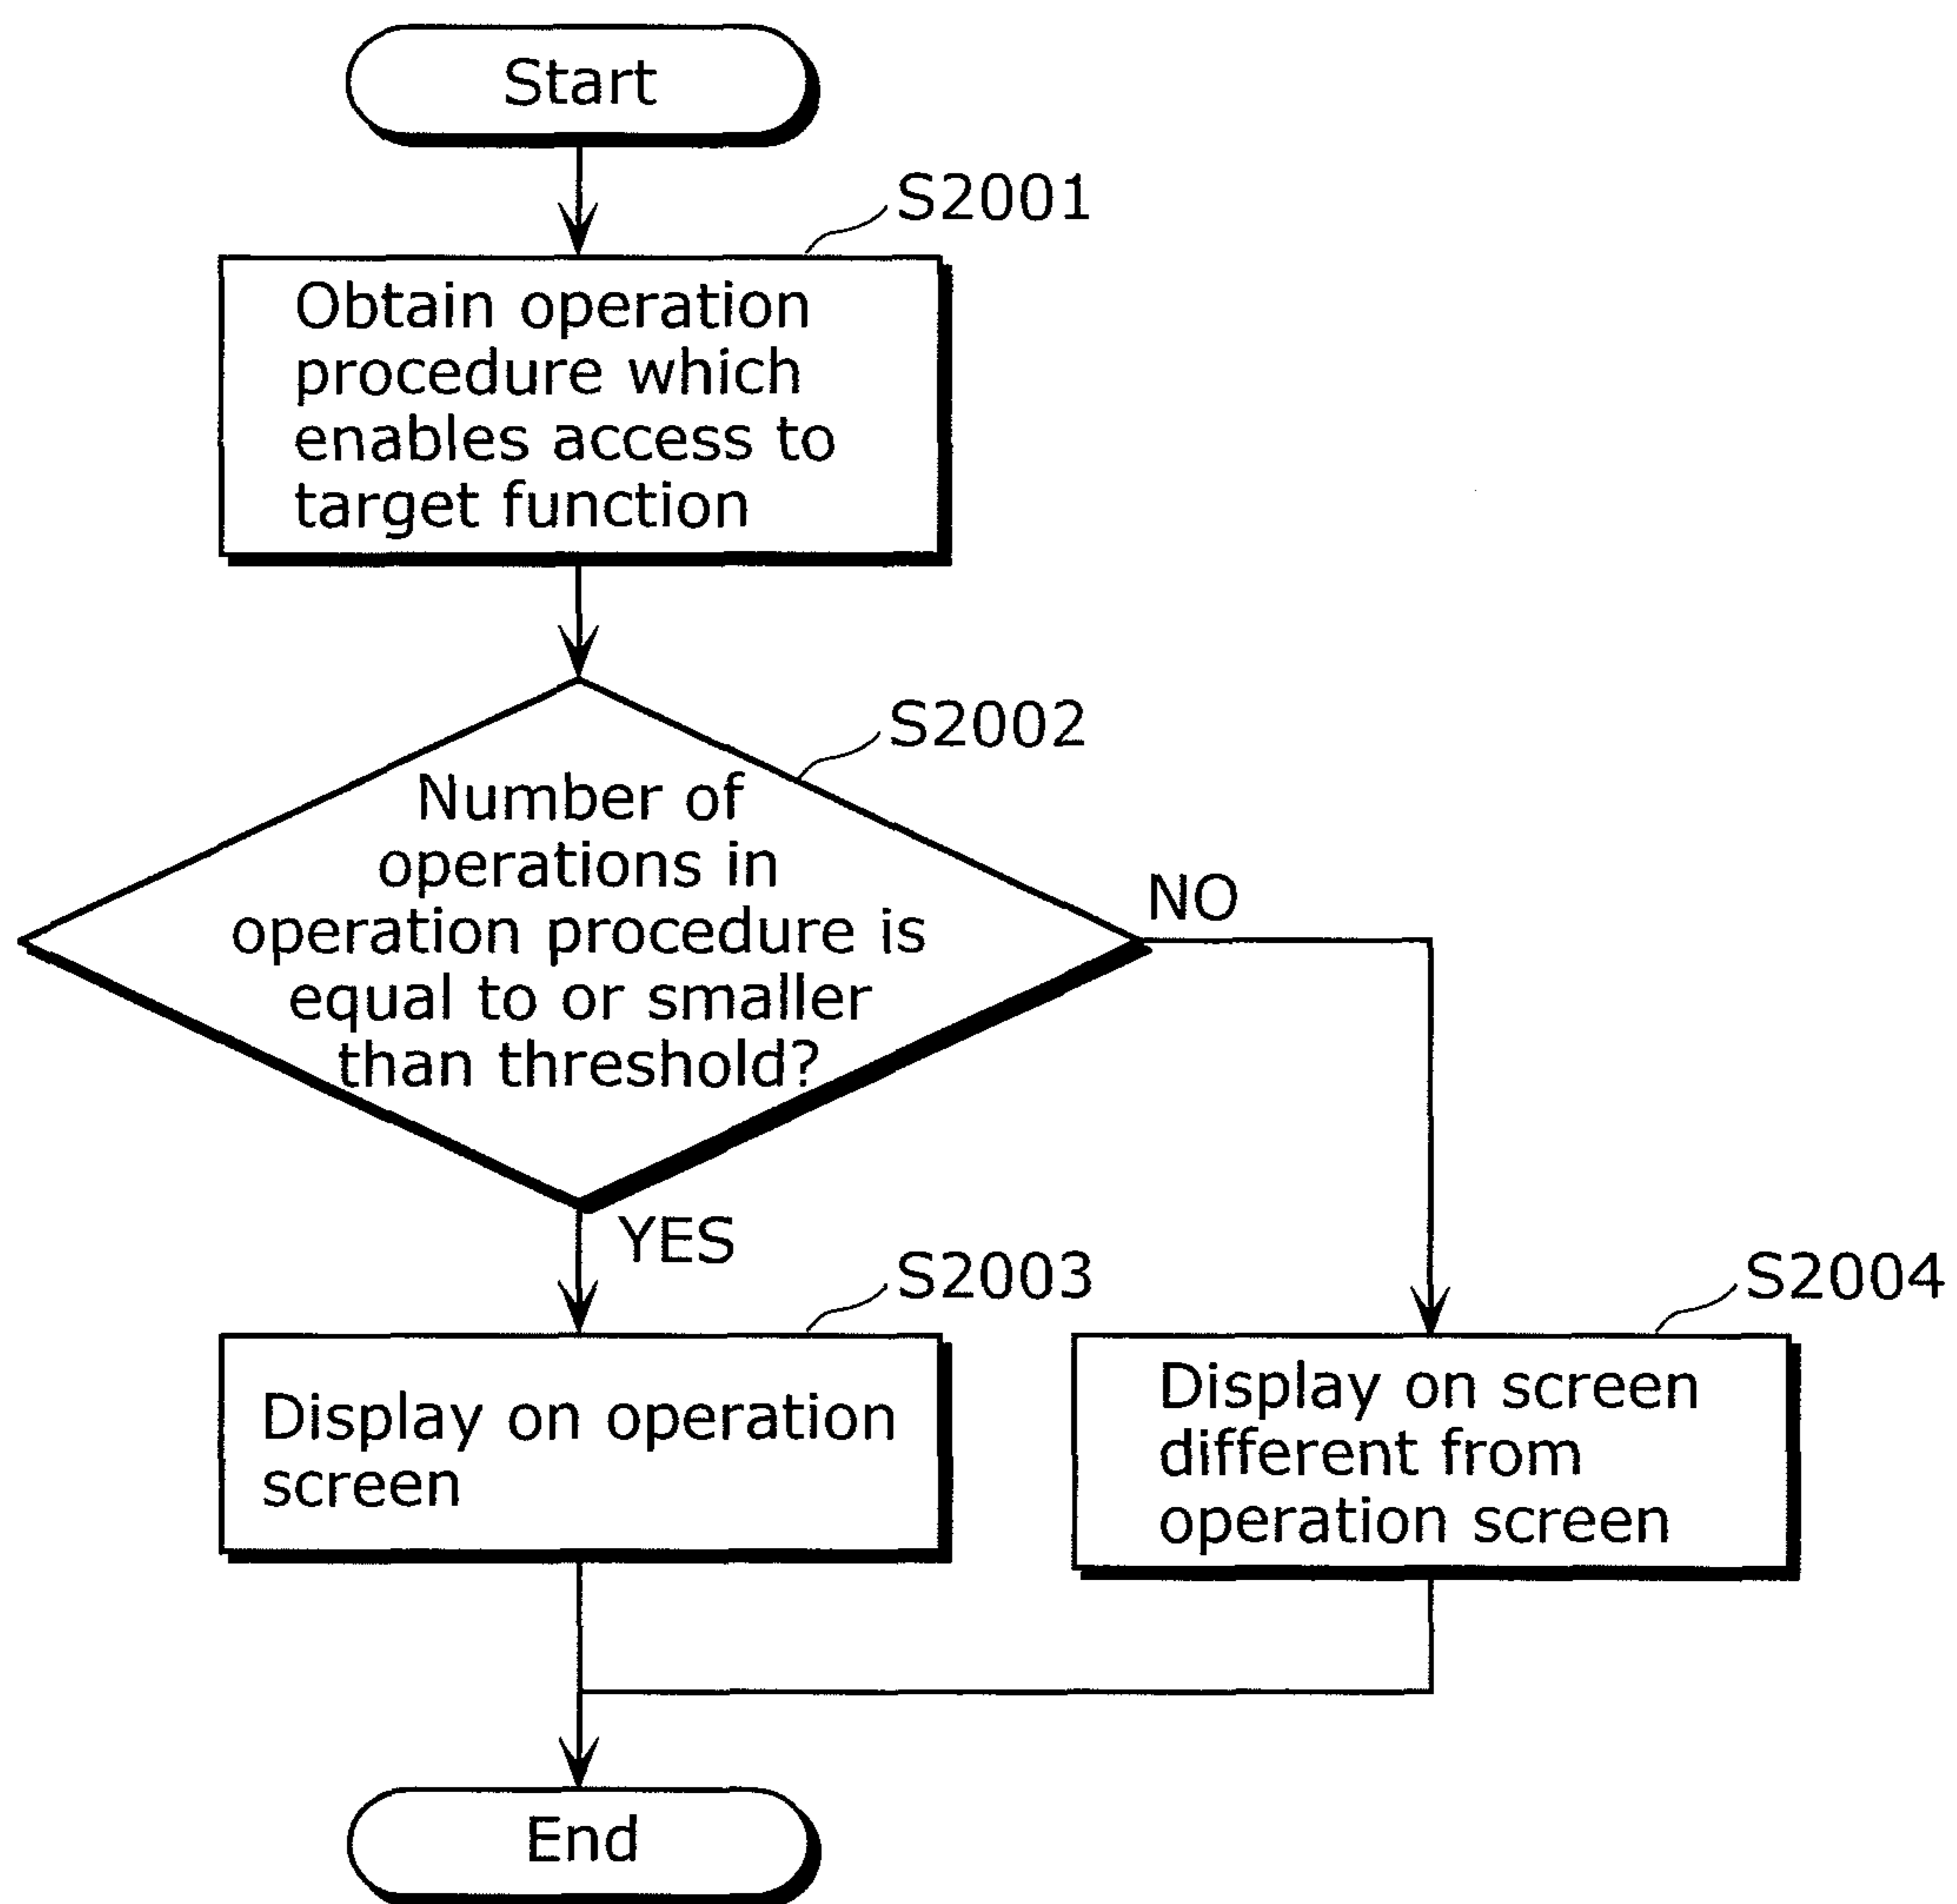 Start
S2001
Obtain operation
procedure which
enables access to
target function
S2002
Number of
operations in
operation procedure is
equal to or smaller
than threshold?
NO
YES
S2003
Display on operation
screen
S2004
Display on screen
different from
operation screen
End